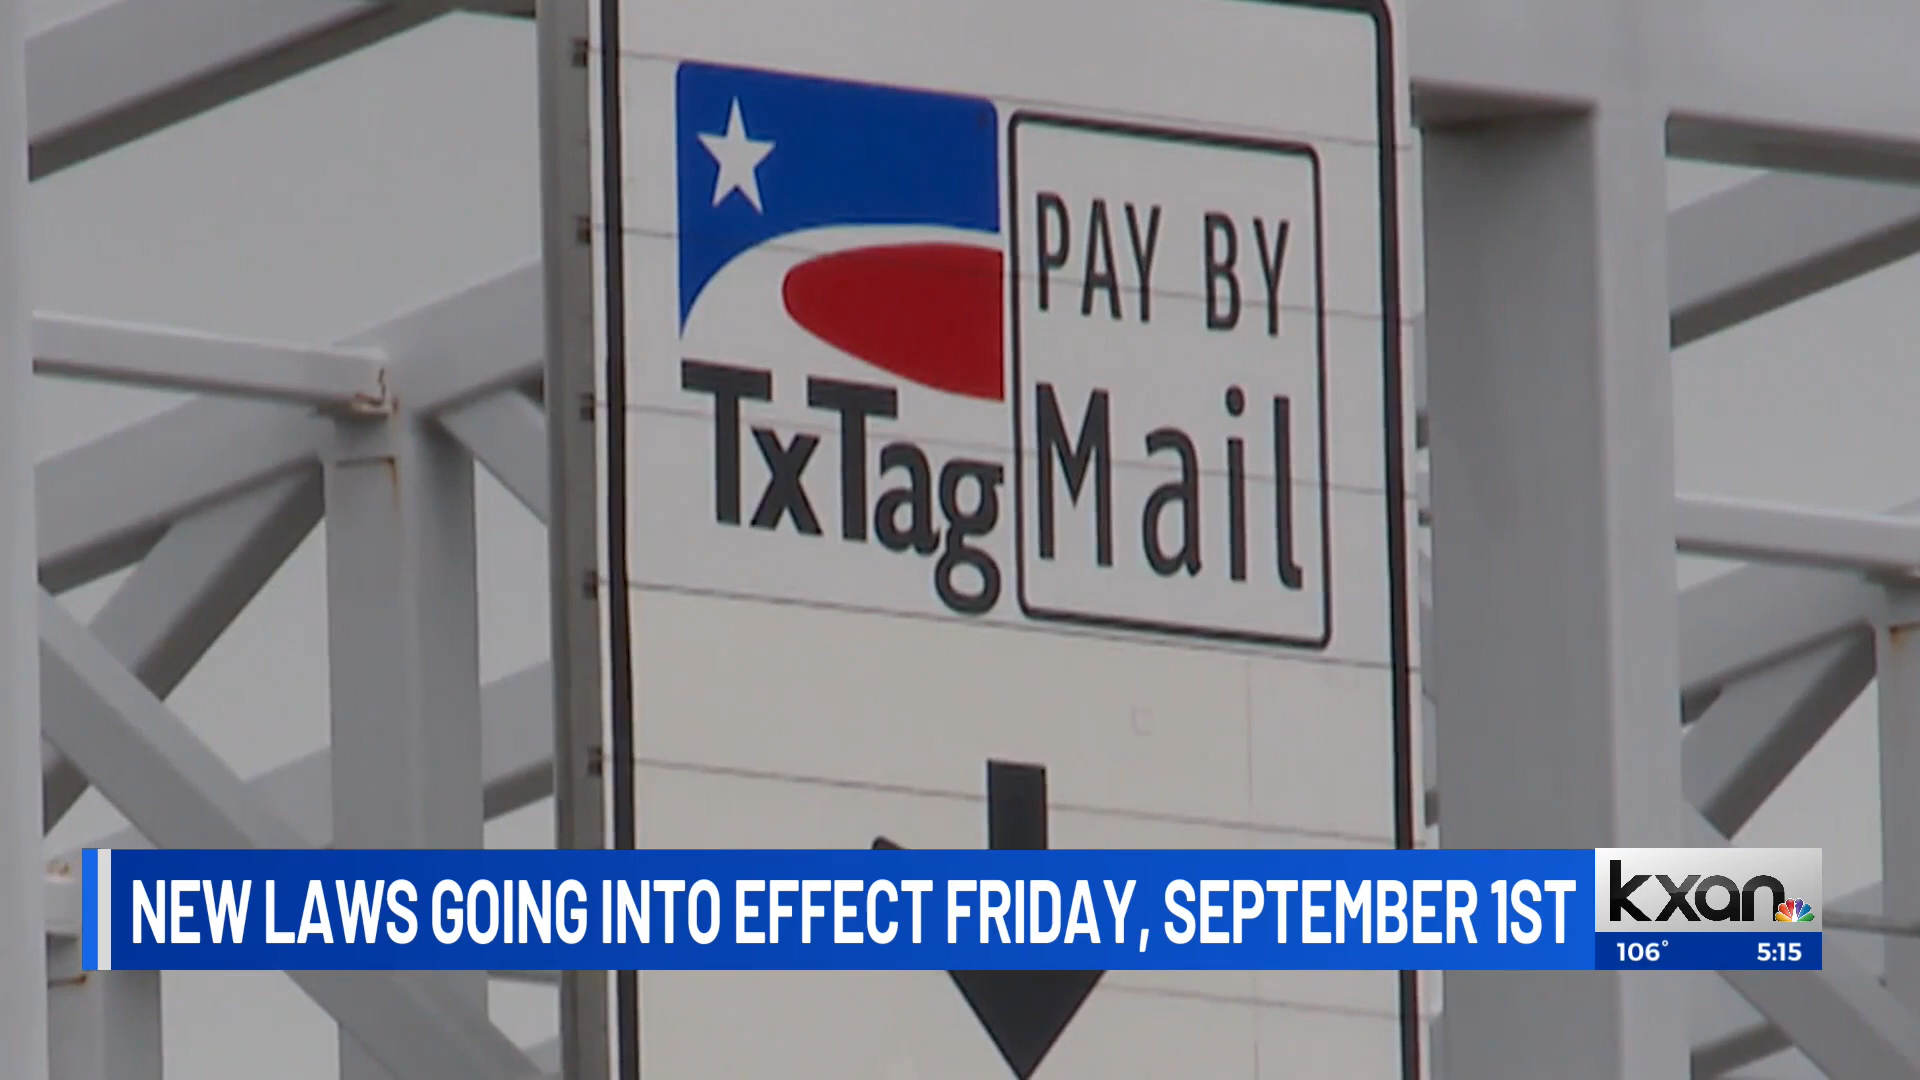 PAY BY
Mail
TxTag
NEW LAWS GOING INTO EFFECT FRIDAY, SEPTEMBER 1ST
kxan
106°
5:15